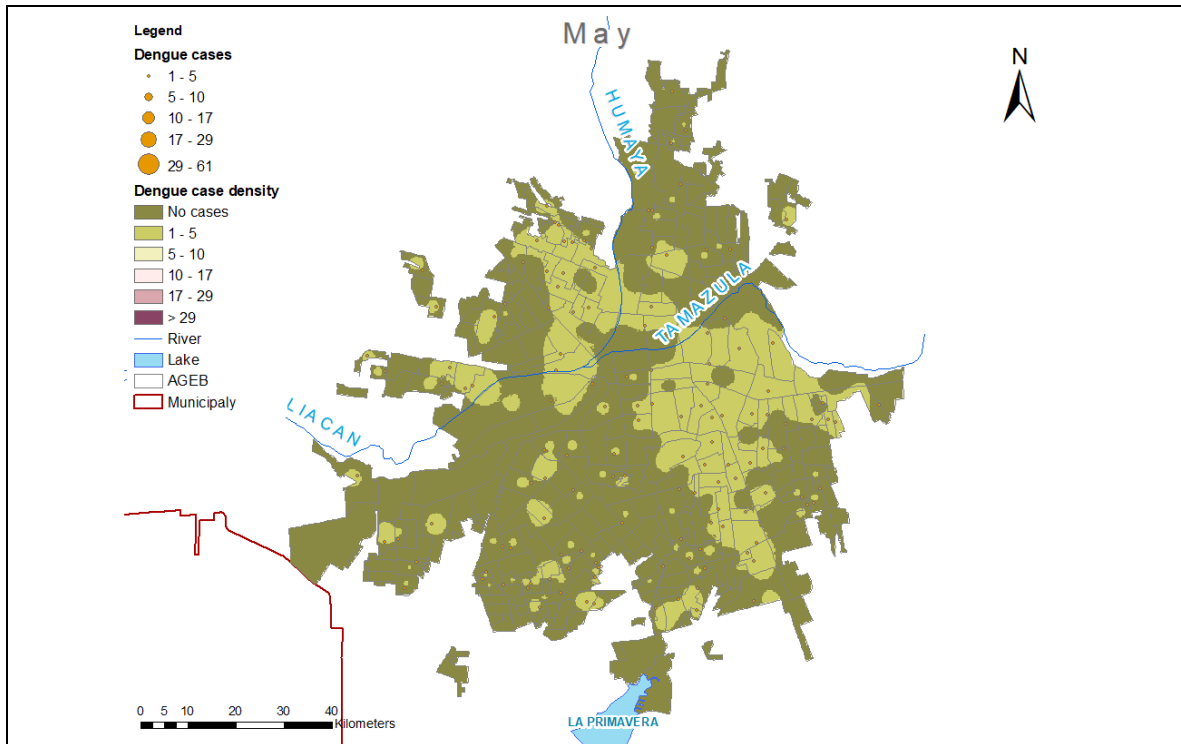 May
Legend
Dengue cases
1 - 5
5 - 10
10 - 17
17 - 29
29 - 61
Dengue case density
No cases
1 - 5
5 - 10
10 - 17
17 - 29
> 29
River
Lake
AGEB
Municipaly
N
HUMAYA
TAMAZULA
LIACAN
LA PRIMAVERA
0 5 10 20 30 40
Kilometers